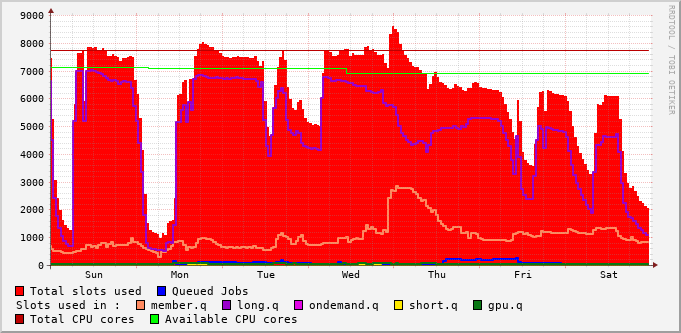 RRDTOOL / TOBI OETIKER
9000
8000
7000
6000
5000
4000
3000
2000
1000
0
Sun Mon Tue Wed Thu Fri Sat
Total slots used Queued Jobs
Slots used in : member.q long.q ondemand.q short.q gpu.q
Total CPU cores Available CPU cores